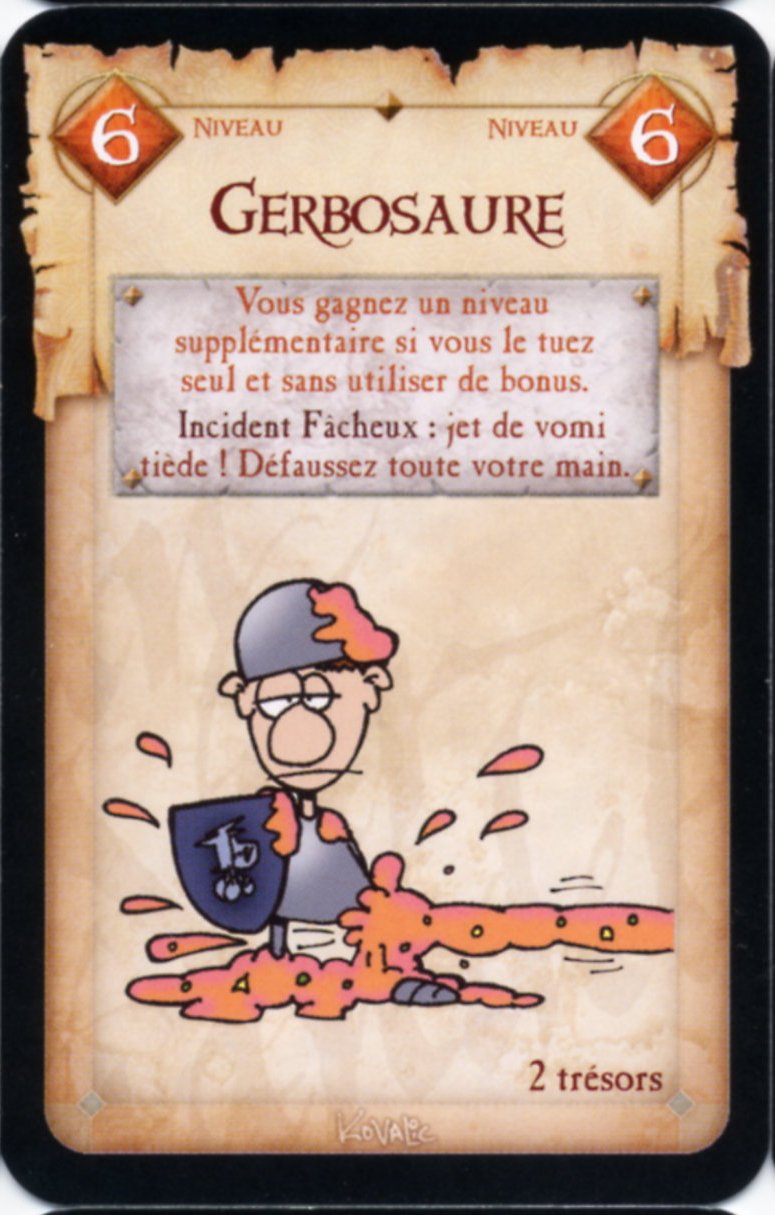 6 Niveau Niveau 6
Gerbosaure
Vous gagnez un niveau
supplémentaire si vous le tuez
seul et sans utiliser de bonus.
Incident Fâcheux : jet de vomi
tiède ! Défaussez toute votre main.
2 trésors
Kovalic